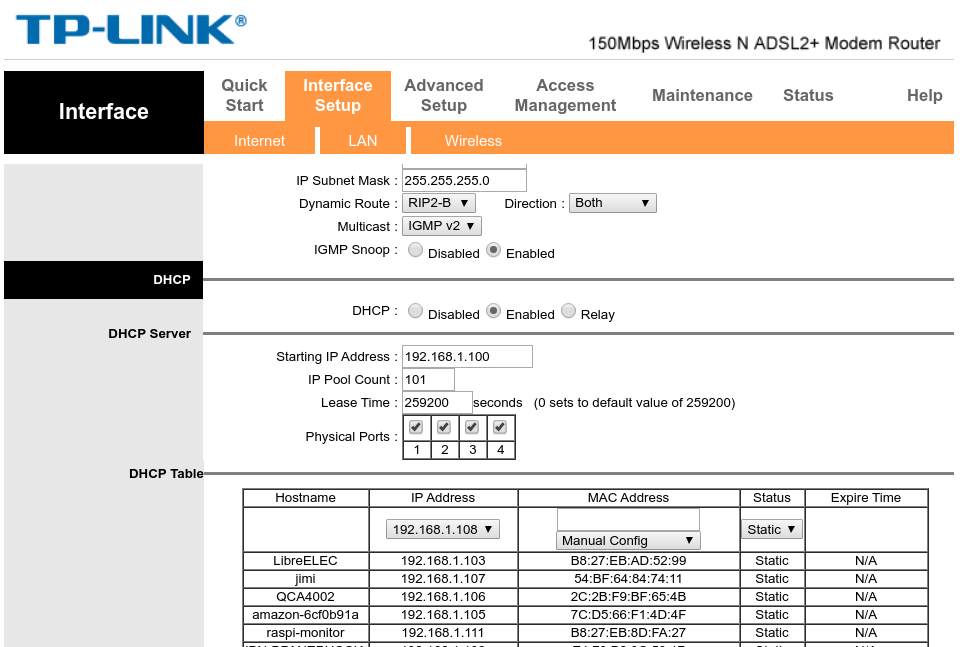 TP-LINK®
150Mbps Wireless N ADSL2+ Modem Router
Interface
Quick Start
Interface Setup
Advanced Setup
Access Management
Maintenance
Status
Help
Internet
LAN
Wireless
IP Subnet Mask : 255.255.255.0
Dynamic Route : RIP2-B ▼ Direction : Both ▼
Multicast : IGMP v2 ▼
IGMP Snoop : Disabled Enabled
DHCP
DHCP : Disabled Enabled Relay
DHCP Server
Starting IP Address : 192.168.1.100
IP Pool Count : 101
Lease Time : 259200 seconds (0 sets to default value of 259200)
Physical Ports :
1 2 3 4
DHCP Table
Hostname IP Address MAC Address Status Expire Time
192.168.1.108 ▼ Manual Config ▼ Static ▼
LibreELEC 192.168.1.103 B8:27:EB:AD:52:99 Static N/A
jimi 192.168.1.107 54:BF:64:84:74:11 Static N/A
QCA4002 192.168.1.106 2C:2B:F9:BF:65:4B Static N/A
amazon-6cf0b91a 192.168.1.105 7C:D5:66:F1:4D:4F Static N/A
raspi-monitor 192.168.1.111 B8:27:EB:8D:FA:27 Static N/A